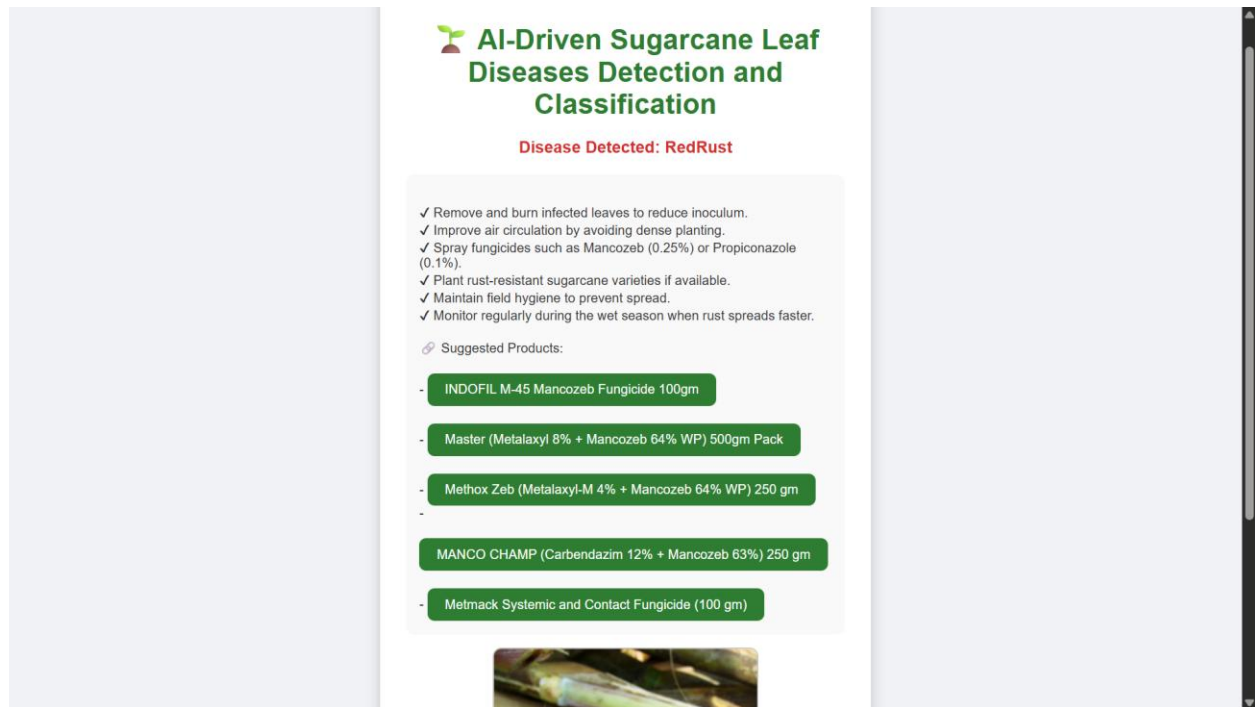 🌱 AI-Driven Sugarcane Leaf
Diseases Detection and
Classification
Disease Detected: RedRust
✓ Remove and burn infected leaves to reduce inoculum.
✓ Improve air circulation by avoiding dense planting.
✓ Spray fungicides such as Mancozeb (0.25%) or Propiconazole
(0.1%).
✓ Plant rust-resistant sugarcane varieties if available.
✓ Maintain field hygiene to prevent spread.
✓ Monitor regularly during the wet season when rust spreads faster.
🔗 Suggested Products:
- INDOFIL M-45 Mancozeb Fungicide 100gm
- Master (Metalaxyl 8% + Mancozeb 64% WP) 500gm Pack
- Methox Zeb (Metalaxyl-M 4% + Mancozeb 64% WP) 250 gm
-
MANCO CHAMP (Carbendazim 12% + Mancozeb 63%) 250 gm
- Metmack Systemic and Contact Fungicide (100 gm)